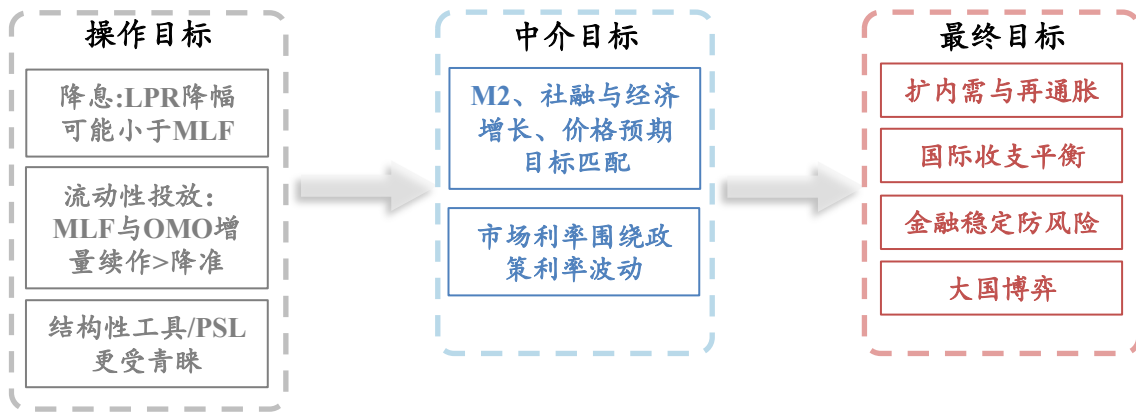 操作目标
降息:LPR降幅
可能小于MLF
流动性投放：
MLF与OMO增
量续作>降准
结构性工具/PSL
更受青睐
中介目标
M2、社融与经济
增长、价格预期
目标匹配
市场利率围绕政
策利率波动
最终目标
扩内需与再通胀
国际收支平衡
金融稳定防风险
大国博弈